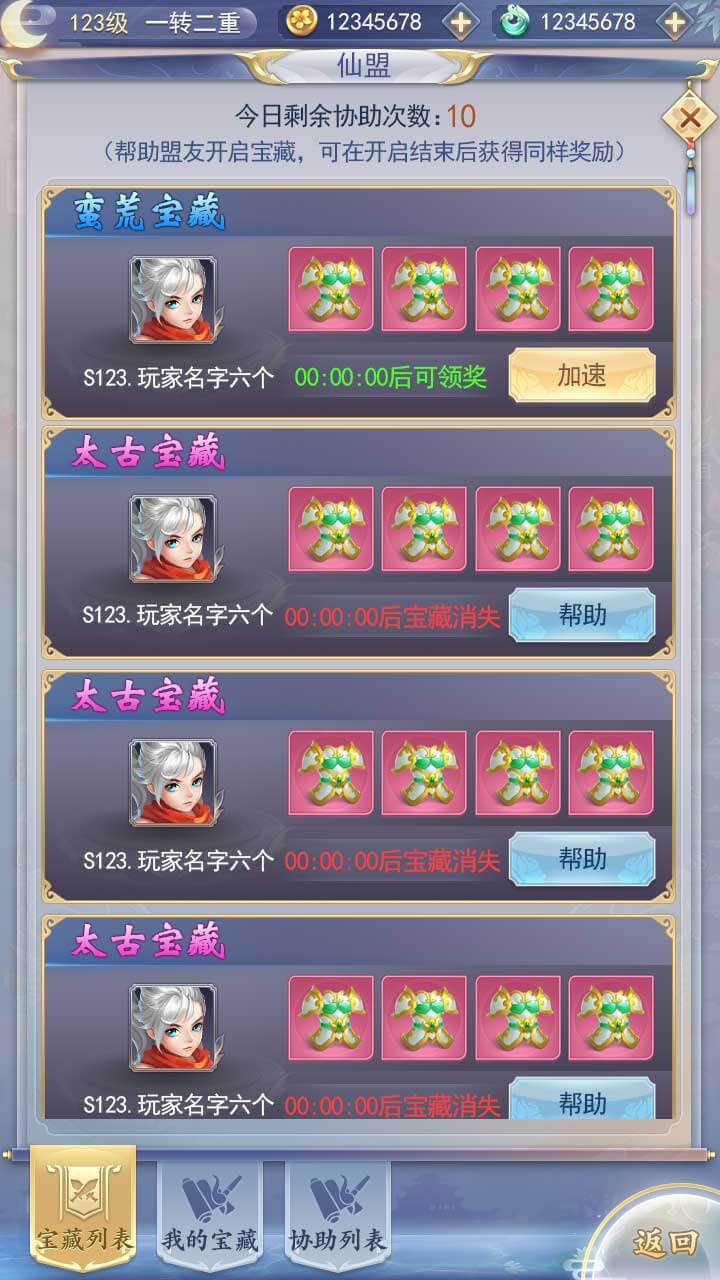 123级 一转二重 12345678 12345678
仙盟
今日剩余协助次数:10
（帮助盟友开启宝藏，可在开启结束后获得同样奖励）
蛮荒宝藏
S123.玩家名字六个 00:00:00后可领奖 加速
太古宝藏
S123.玩家名字六个 00:00:00后宝藏消失 帮助
太古宝藏
S123.玩家名字六个 00:00:00后宝藏消失 帮助
太古宝藏
S123.玩家名字六个 00:00:00后宝藏消失 帮助
宝藏列表 我的宝藏 协助列表 返回